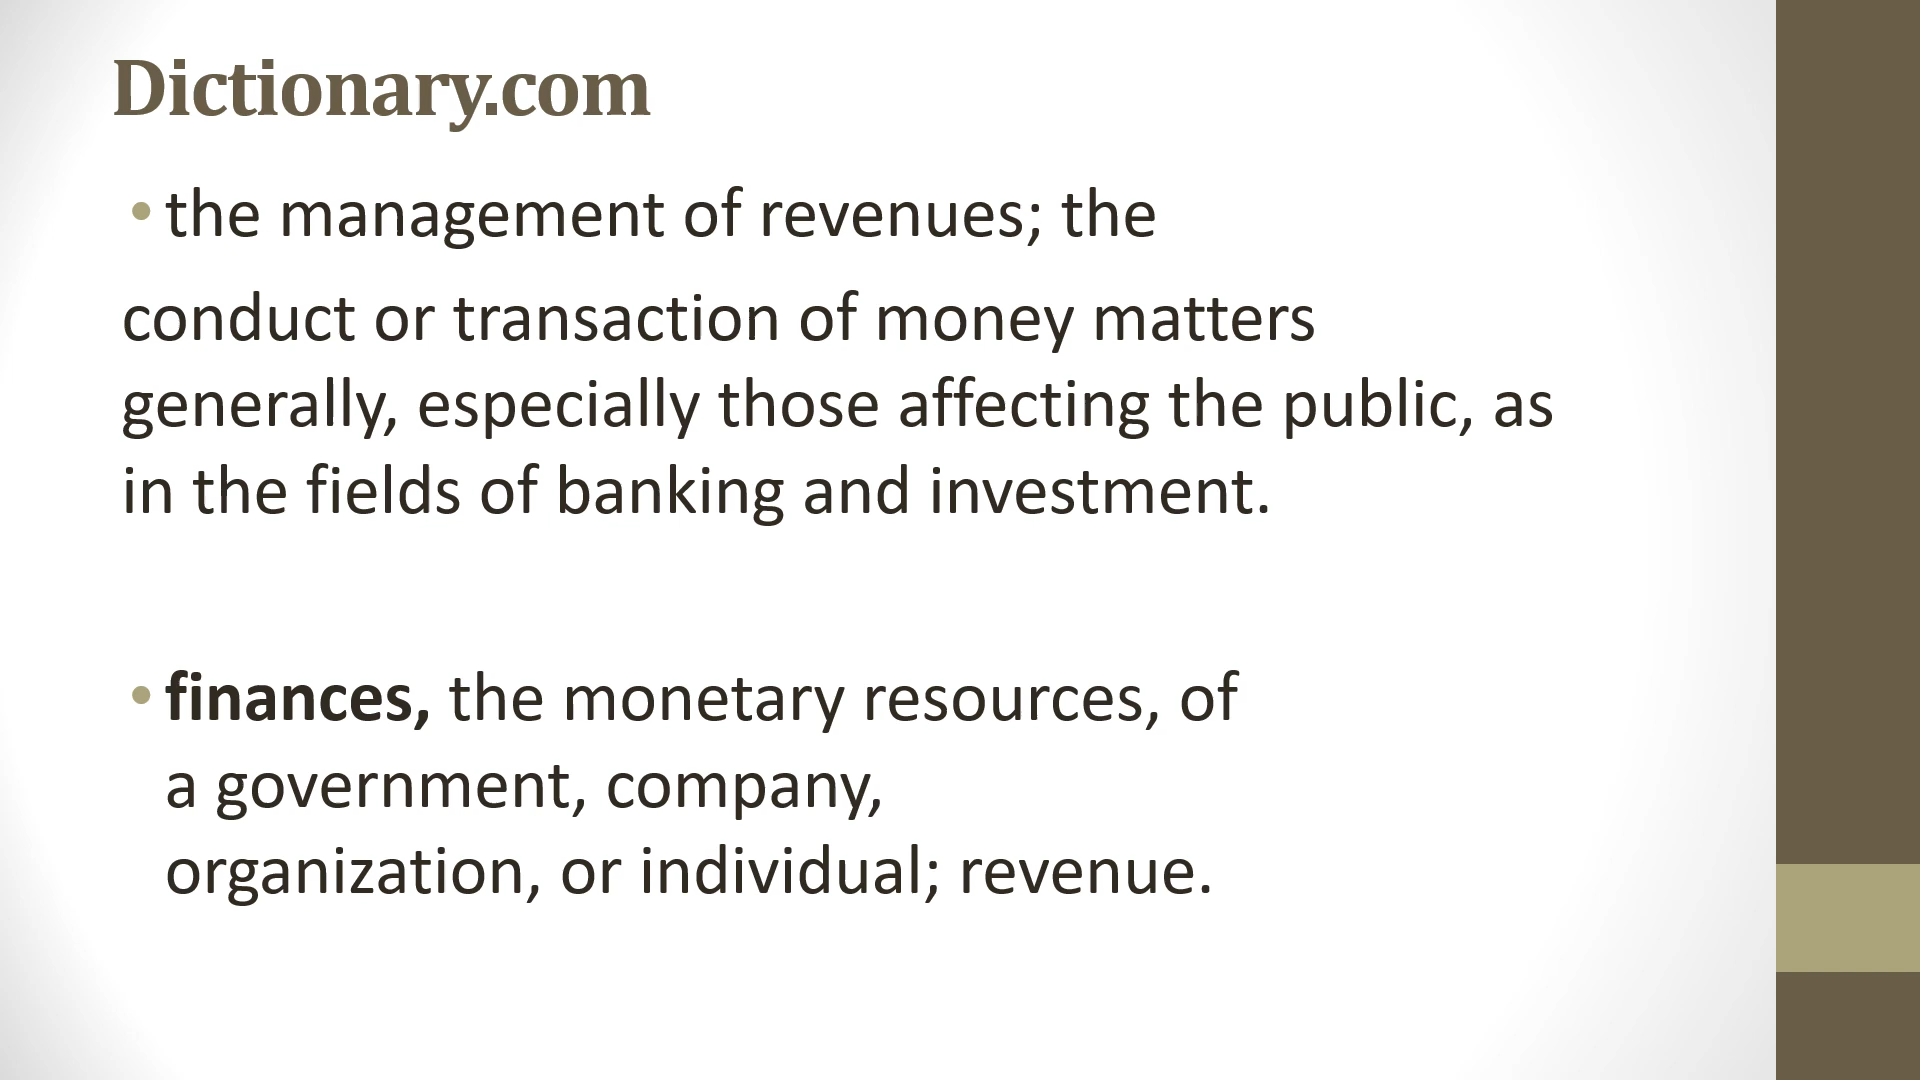 Dictionary.com
• the management of revenues; the
conduct or transaction of money matters
generally, especially those affecting the public, as
in the fields of banking and investment.
• finances, the monetary resources, of
a government, company,
organization, or individual; revenue.